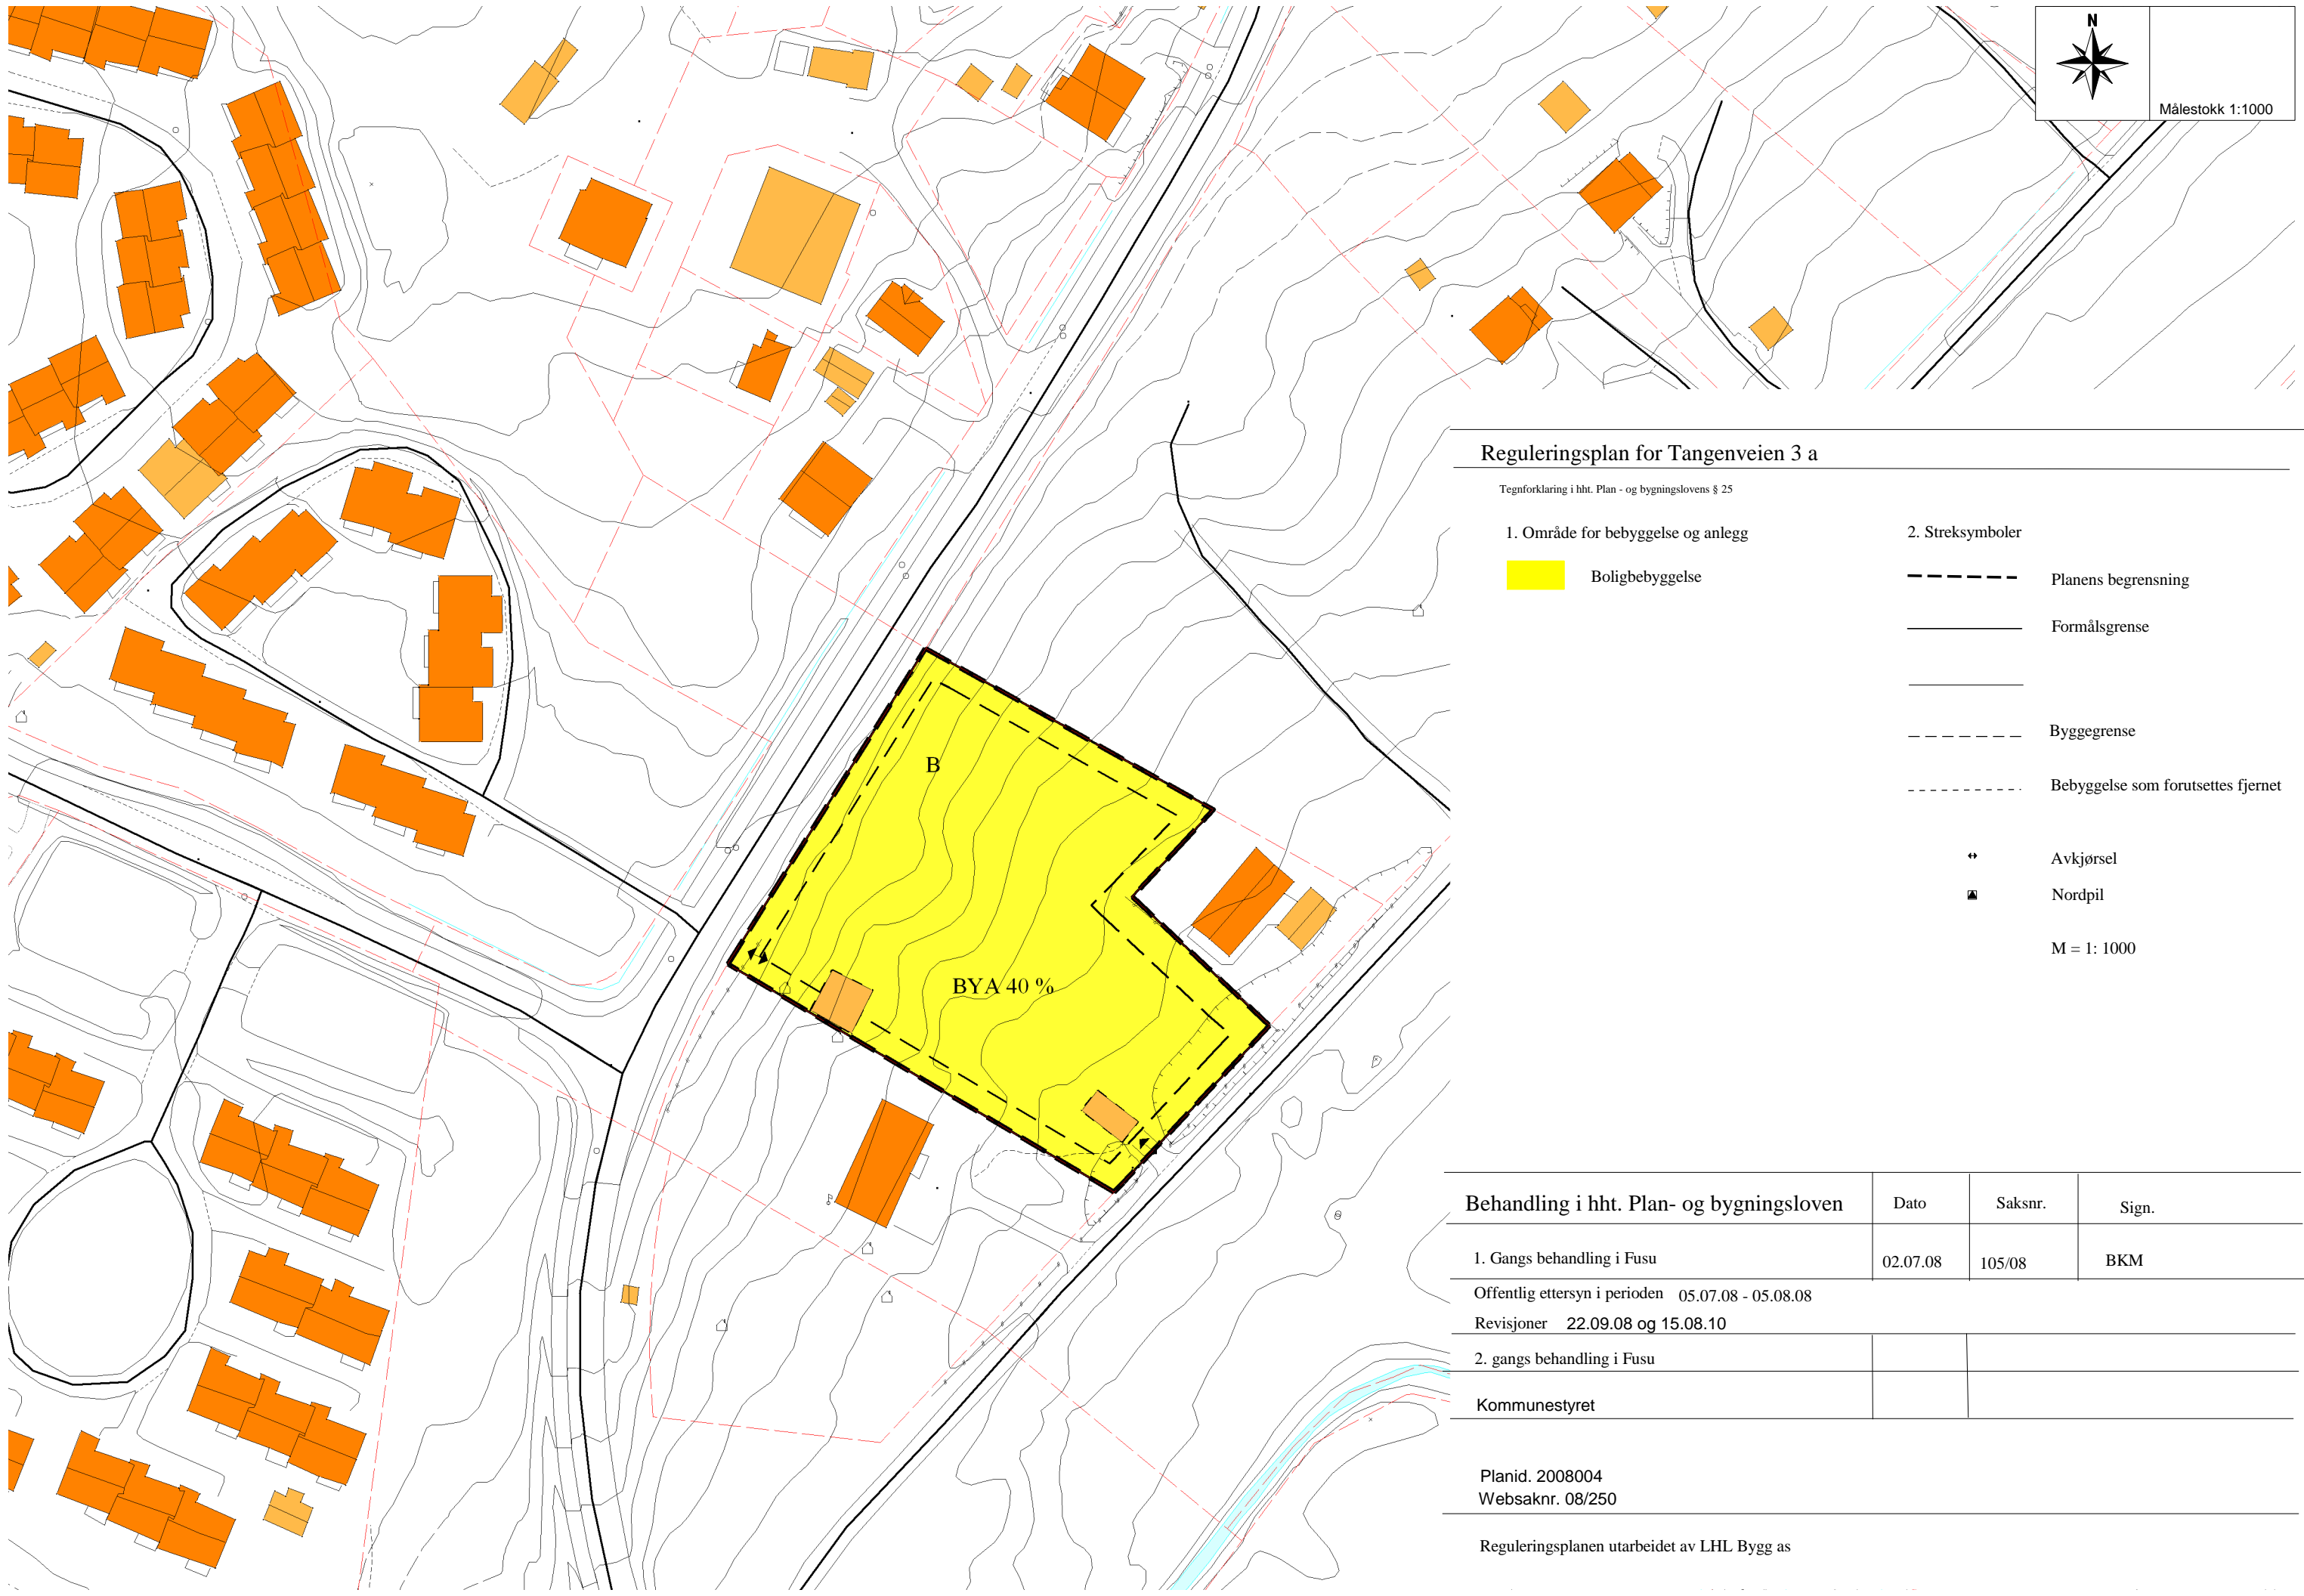 N
Målestokk 1:1000
Reguleringsplan for Tangenveien 3 a
Tegnforklaring i hht. Plan - og bygningslovens § 25
1. Område for bebyggelse og anlegg
2. Streksymboler
Boligbebyggelse
Planens begrensning
Formålsgrense
Byggegrense
Bebyggelse som forutsettes fjernet
Avkjørsel
Nordpil
M = 1: 1000
B
BYA 40 %
Behandling i hht. Plan- og bygningsloven Dato Saksnr. Sign.
1. Gangs behandling i Fusu 02.07.08 105/08 BKM
Offentlig ettersyn i perioden 05.07.08 - 05.08.08
Revisjoner 22.09.08 og 15.08.10
2. gangs behandling i Fusu
Kommunestyret
Planid. 2008004
Websaknr. 08/250
Reguleringsplanen utarbeidet av LHL Bygg as